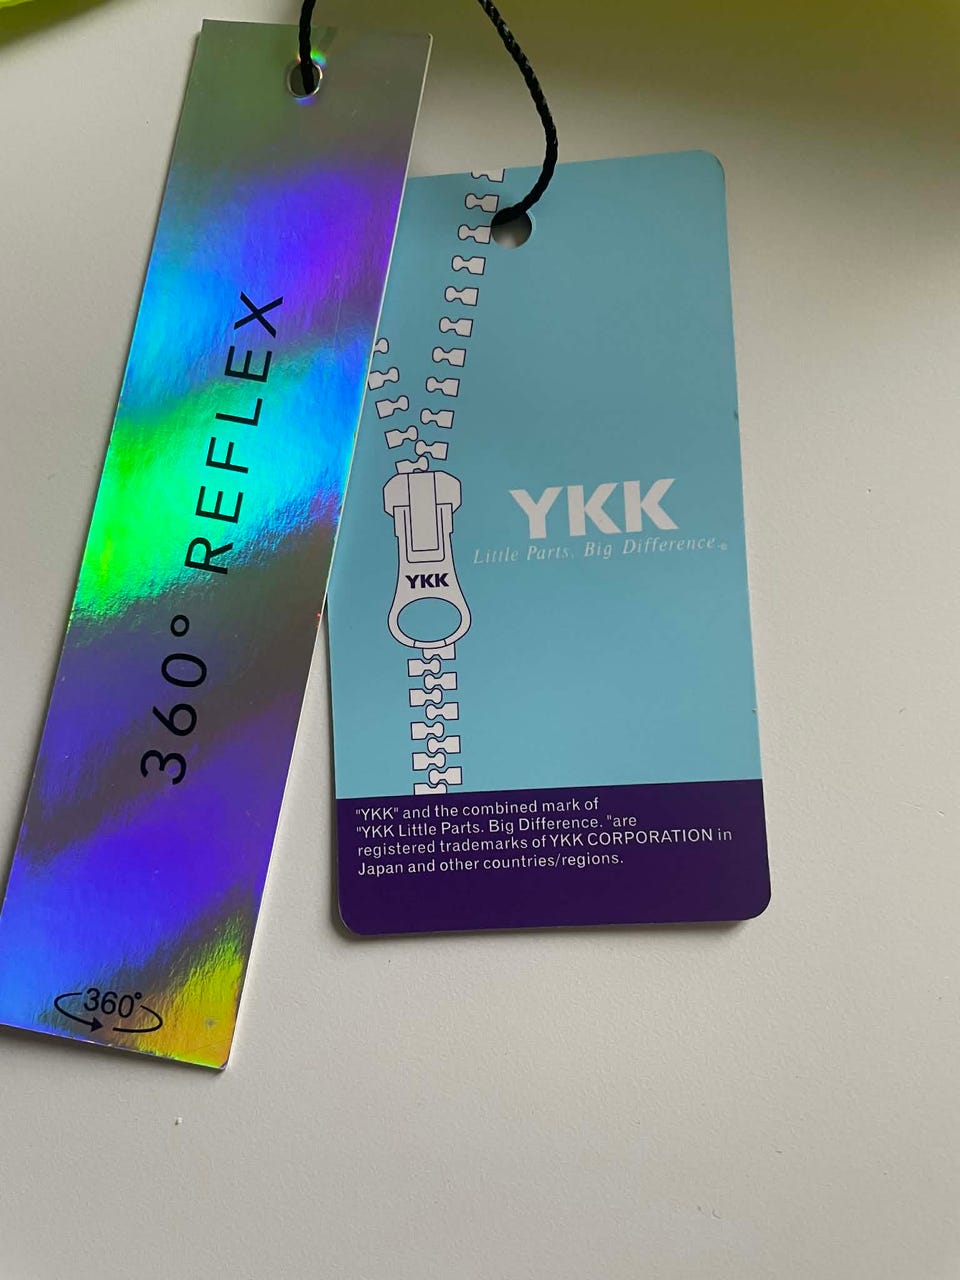 360° REFLEX
360°
YKK
Little Parts. Big Difference.®
YKK
"YKK" and the combined mark of
"YKK Little Parts. Big Difference. "are
registered trademarks of YKK CORPORATION in
Japan and other countries/regions.